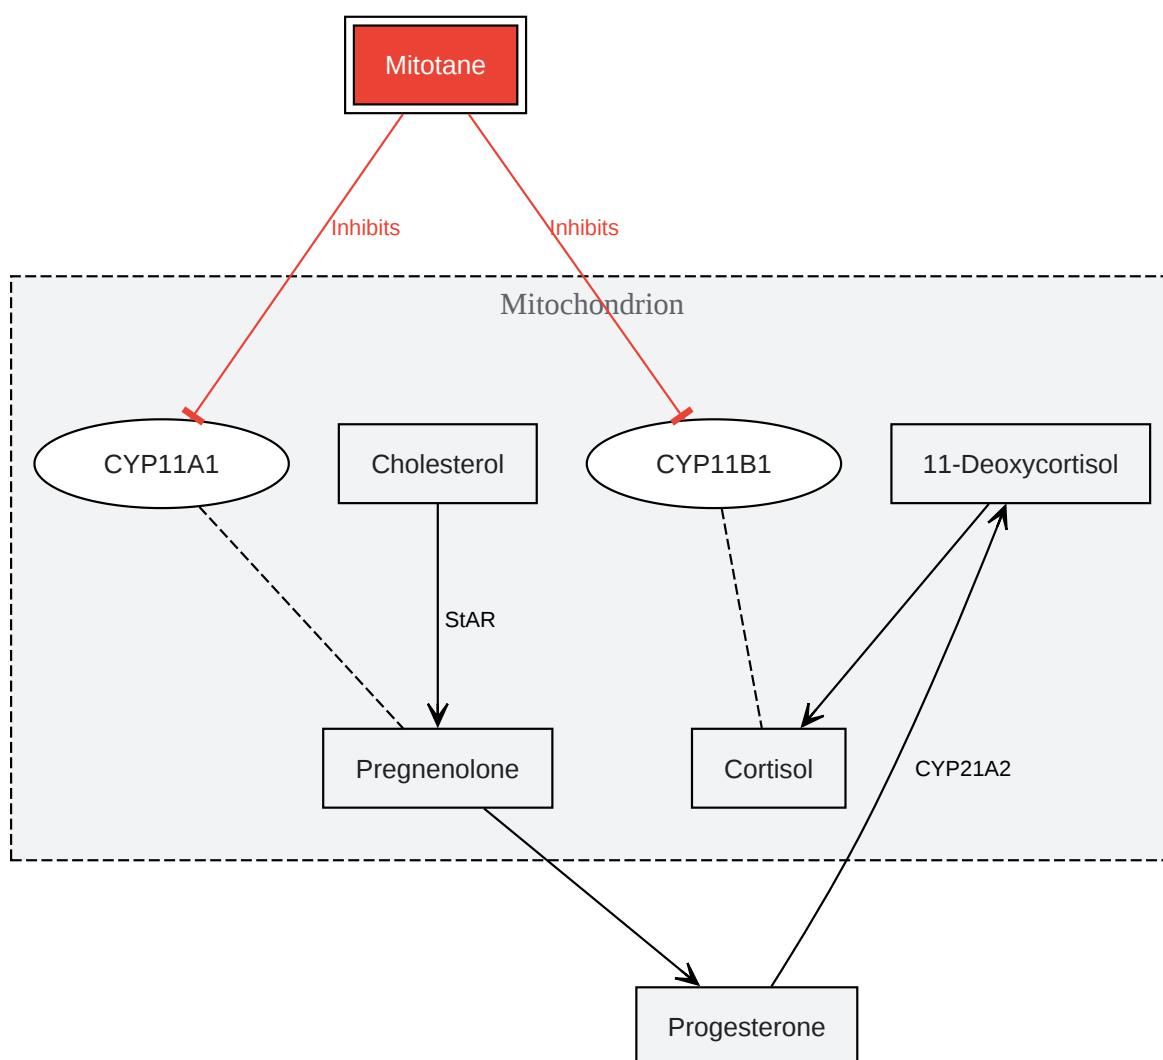 Mitotane
Inhibits
Inhibits
Mitochondrion
CYP11A1
Cholesterol
CYP11B1
11-Deoxycortisol
StAR
Pregnenolone
Cortisol
CYP21A2
Progesterone